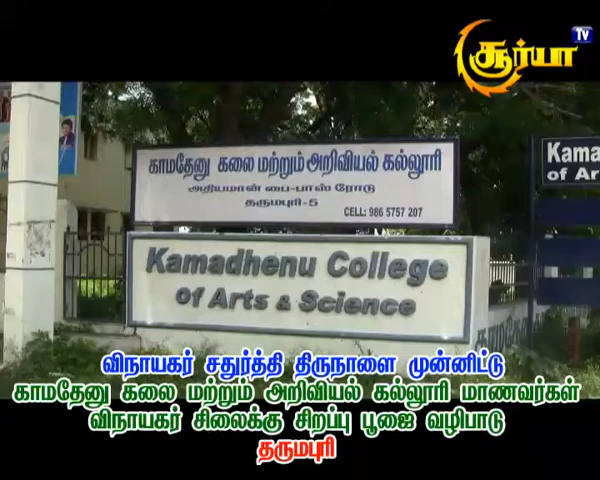 சூர்யா
TV
காமதேனு கலை மற்றும் அறிவியல் கல்லூரி
அதியமான் பை-பாஸ் ரோடு
தருமபுரி-5
CELL: 986 5757 207
Kamadhenu College
of Arts & Science
Kama
of Ar
விநாயகர் சதுர்த்தி திருநாளை முன்னிட்டு
காமதேனு கலை மற்றும் அறிவியல் கல்லூரி மாணவர்கள்
விநாயகர் சிலைக்கு சிறப்பு பூஜை வழிபாடு
தருமபுரி